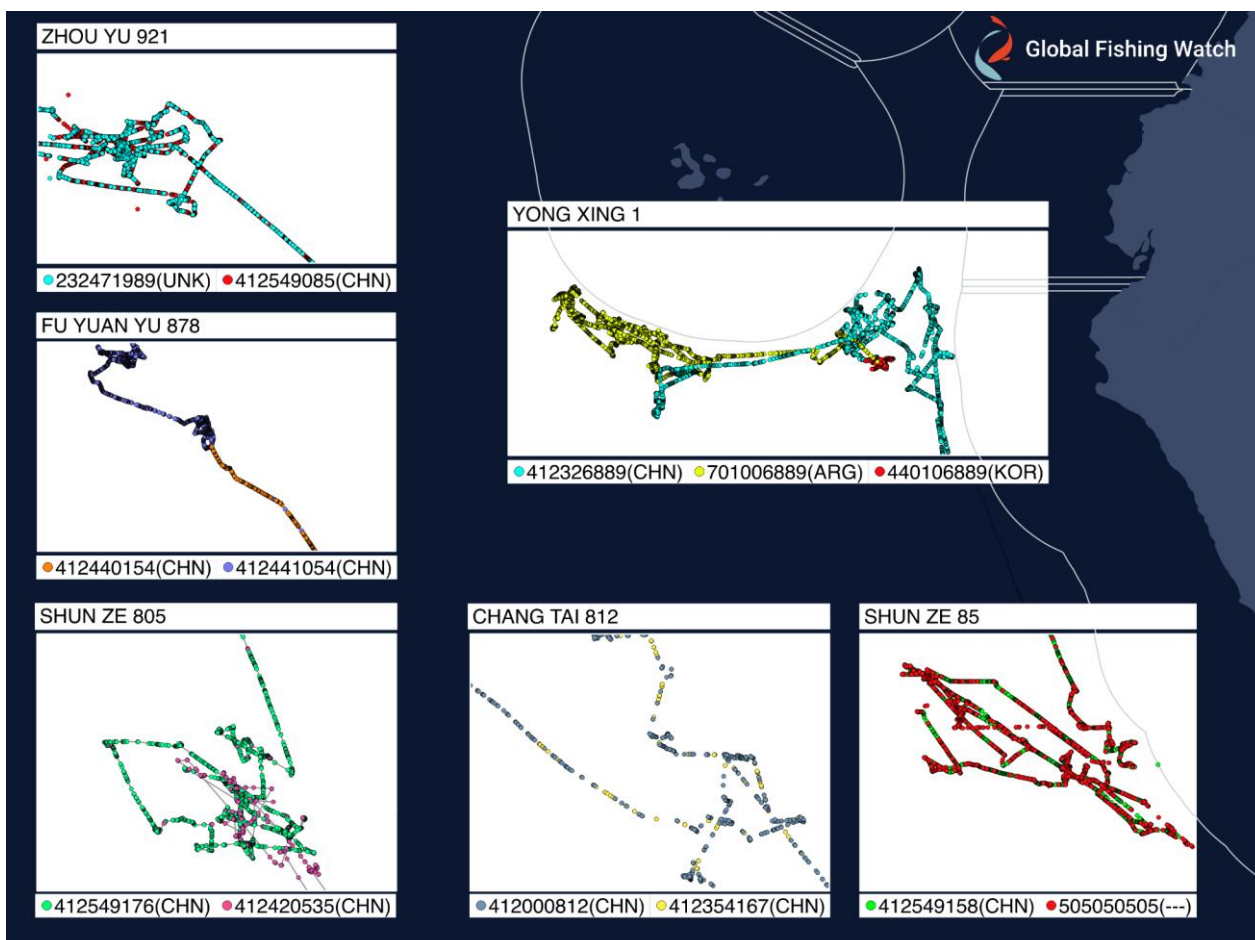 ZHOU YU 921
Global Fishing Watch
232471989(UNK) 412549085(CHN)
YONG XING 1
FU YUAN YU 878
412326889(CHN) 701006889(ARG) 440106889(KOR)
412440154(CHN) 412441054(CHN)
SHUN ZE 805
CHANG TAI 812
SHUN ZE 85
412549176(CHN) 412420535(CHN)
412000812(CHN) 412354167(CHN)
412549158(CHN) 505050505(---)